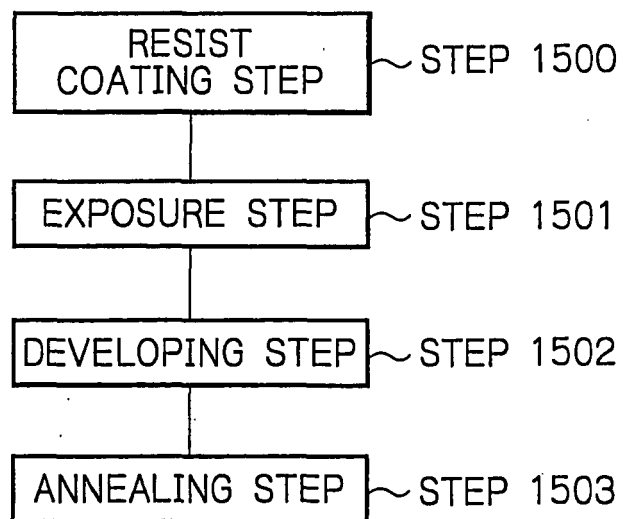 RESIST
COATING STEP
STEP 1500
EXPOSURE STEP
STEP 1501
DEVELOPING STEP
STEP 1502
ANNEALING STEP
STEP 1503